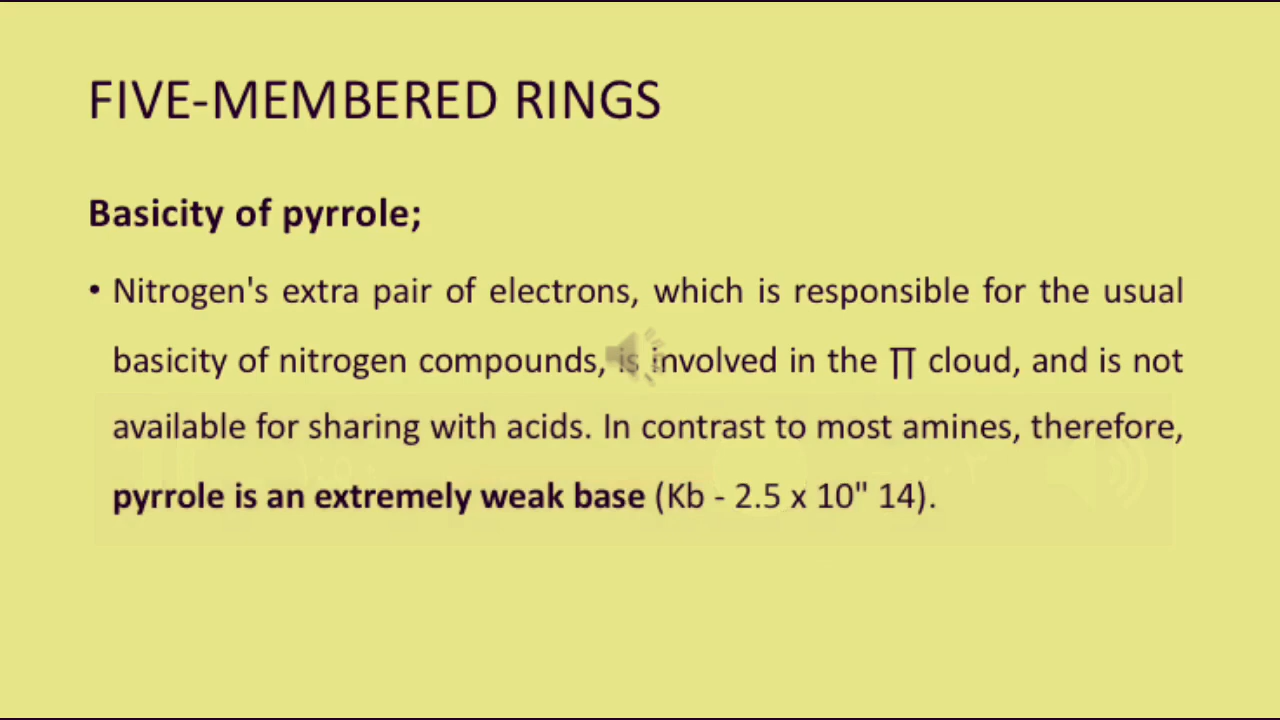 FIVE-MEMBERED RINGS
Basicity of pyrrole;
• Nitrogen's extra pair of electrons, which is responsible for the usual
basicity of nitrogen compounds, is involved in the ∏ cloud, and is not
available for sharing with acids. In contrast to most amines, therefore,
pyrrole is an extremely weak base (Kb - 2.5 x 10" 14).